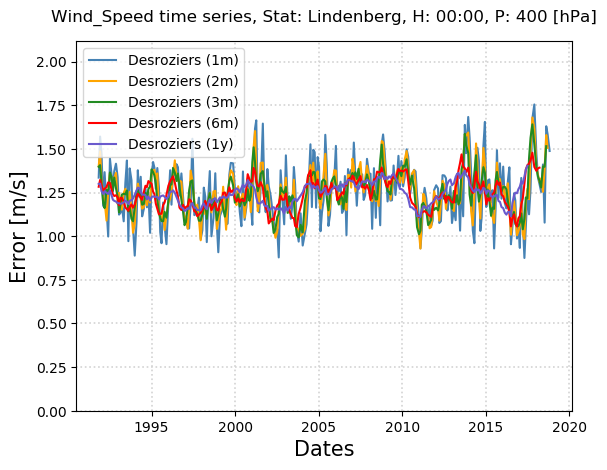 Wind_Speed time series, Stat: Lindenberg, H: 00:00, P: 400 [hPa]
Desroziers (1m)
Desroziers (2m)
Desroziers (3m)
Desroziers (6m)
Desroziers (1y)
Error [m/s]
2.00
1.75
1.50
1.25
1.00
0.75
0.50
0.25
0.00
1995 2000 2005 2010 2015 2020
Dates